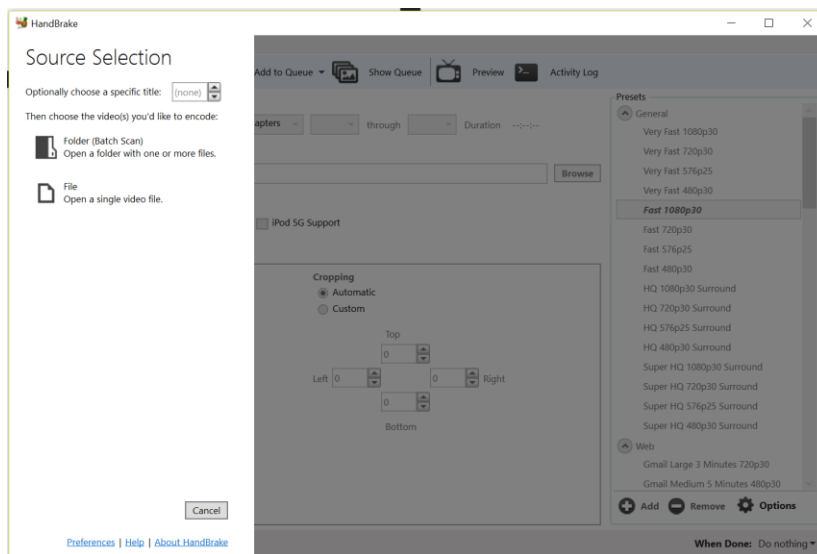 HandBrake
Source Selection
Optionally choose a specific title: (none)
Then choose the video(s) you'd like to encode:
Folder (Batch Scan)
Open a folder with one or more files.
File
Open a single video file.
Cancel
Preferences | Help | About HandBrake
Add to Queue Show Queue Preview Activity Log
apters through Duration --:--:--
Browse
iPod 5G Support
Cropping
Automatic
Custom
Top
0
Left 0 0 Right
0
Bottom
Presets
General
Very Fast 1080p30
Very Fast 720p30
Very Fast 576p25
Very Fast 480p30
Fast 1080p30
Fast 720p30
Fast 576p25
Fast 480p30
HQ 1080p30 Surround
HQ 720p30 Surround
HQ 576p25 Surround
HQ 480p30 Surround
Super HQ 1080p30 Surround
Super HQ 720p30 Surround
Super HQ 576p25 Surround
Super HQ 480p30 Surround
Web
Gmail Large 3 Minutes 720p30
Gmail Medium 5 Minutes 480p30
Add Remove Options
When Done: Do nothing